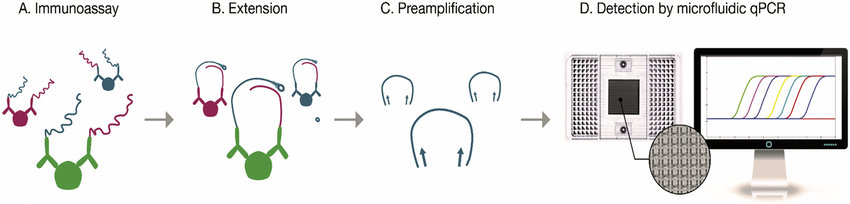 A. Immunoassay
B. Extension
C. Preamplification
D. Detection by microfluidic qPCR